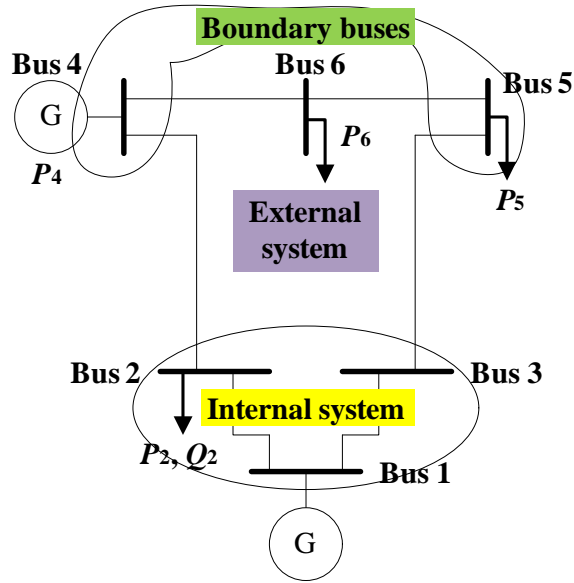 Boundary buses
Bus 4
Bus 6
Bus 5
G
P6
P4
P5
External
system
Bus 2
Bus 3
Internal system
P2, Q2
Bus 1
G